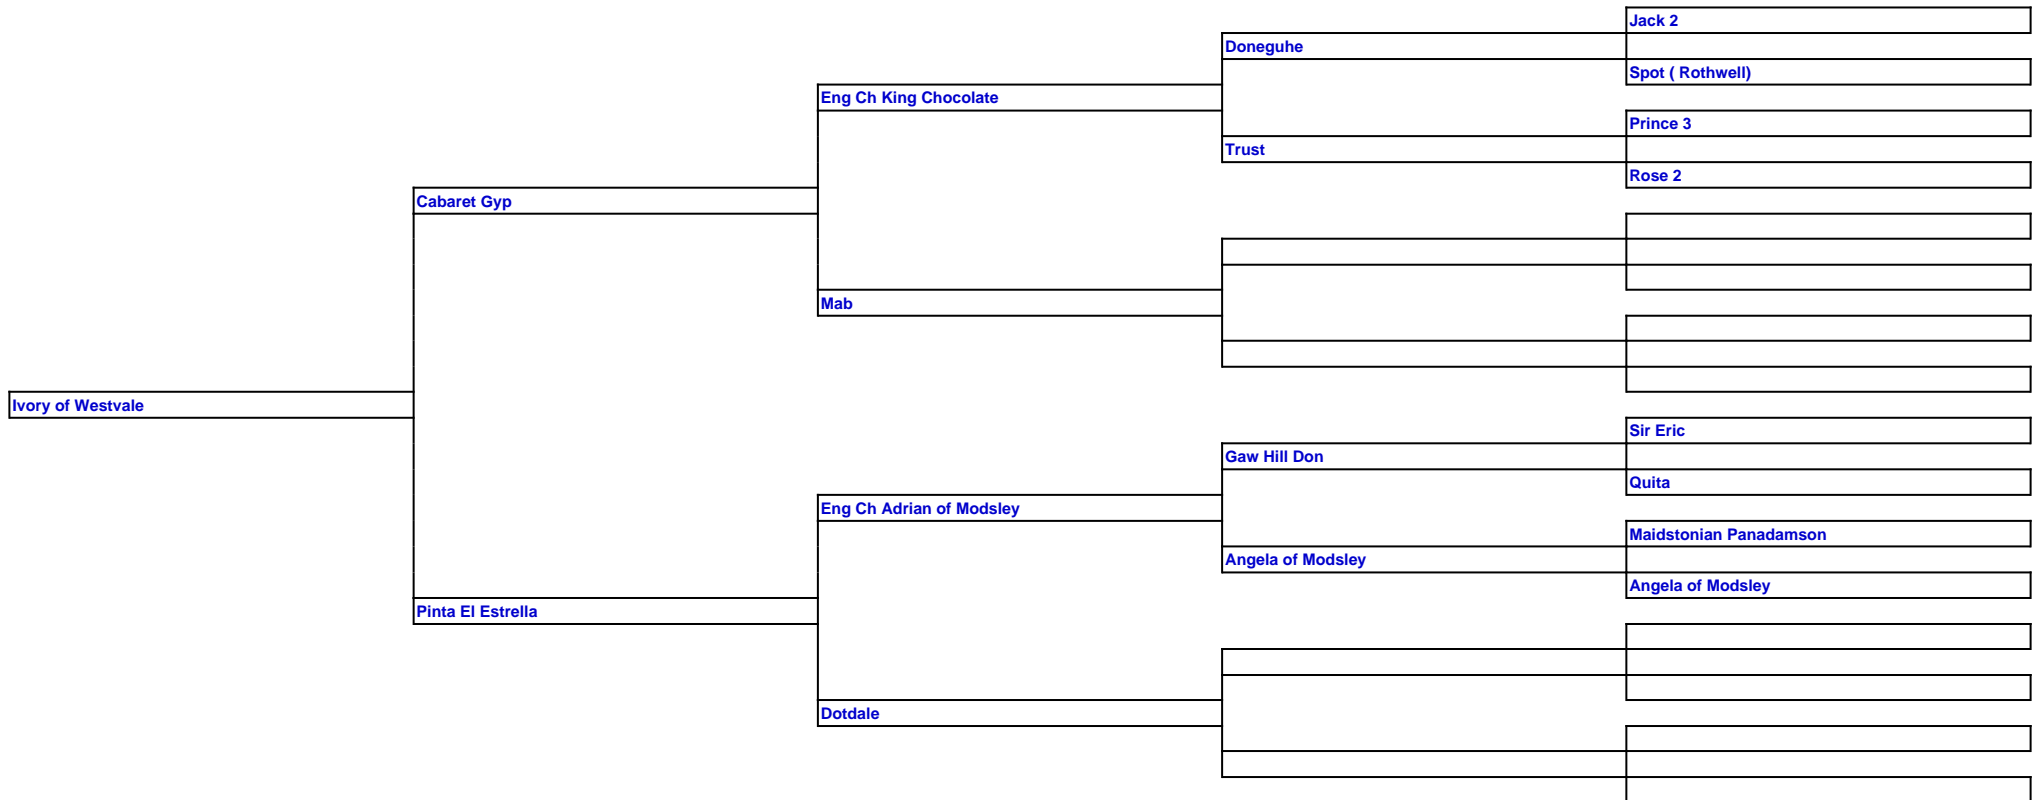 Jack 2
Doneguhe
Spot ( Rothwell)
Eng Ch King Chocolate
Prince 3
Trust
Rose 2
Cabaret Gyp
Mab
Ivory of Westvale
Sir Eric
Gaw Hill Don
Quita
Eng Ch Adrian of Modsley
Maidstonian Panadamson
Angela of Modsley
Angela of Modsley
Pinta El Estrella
Dotdale